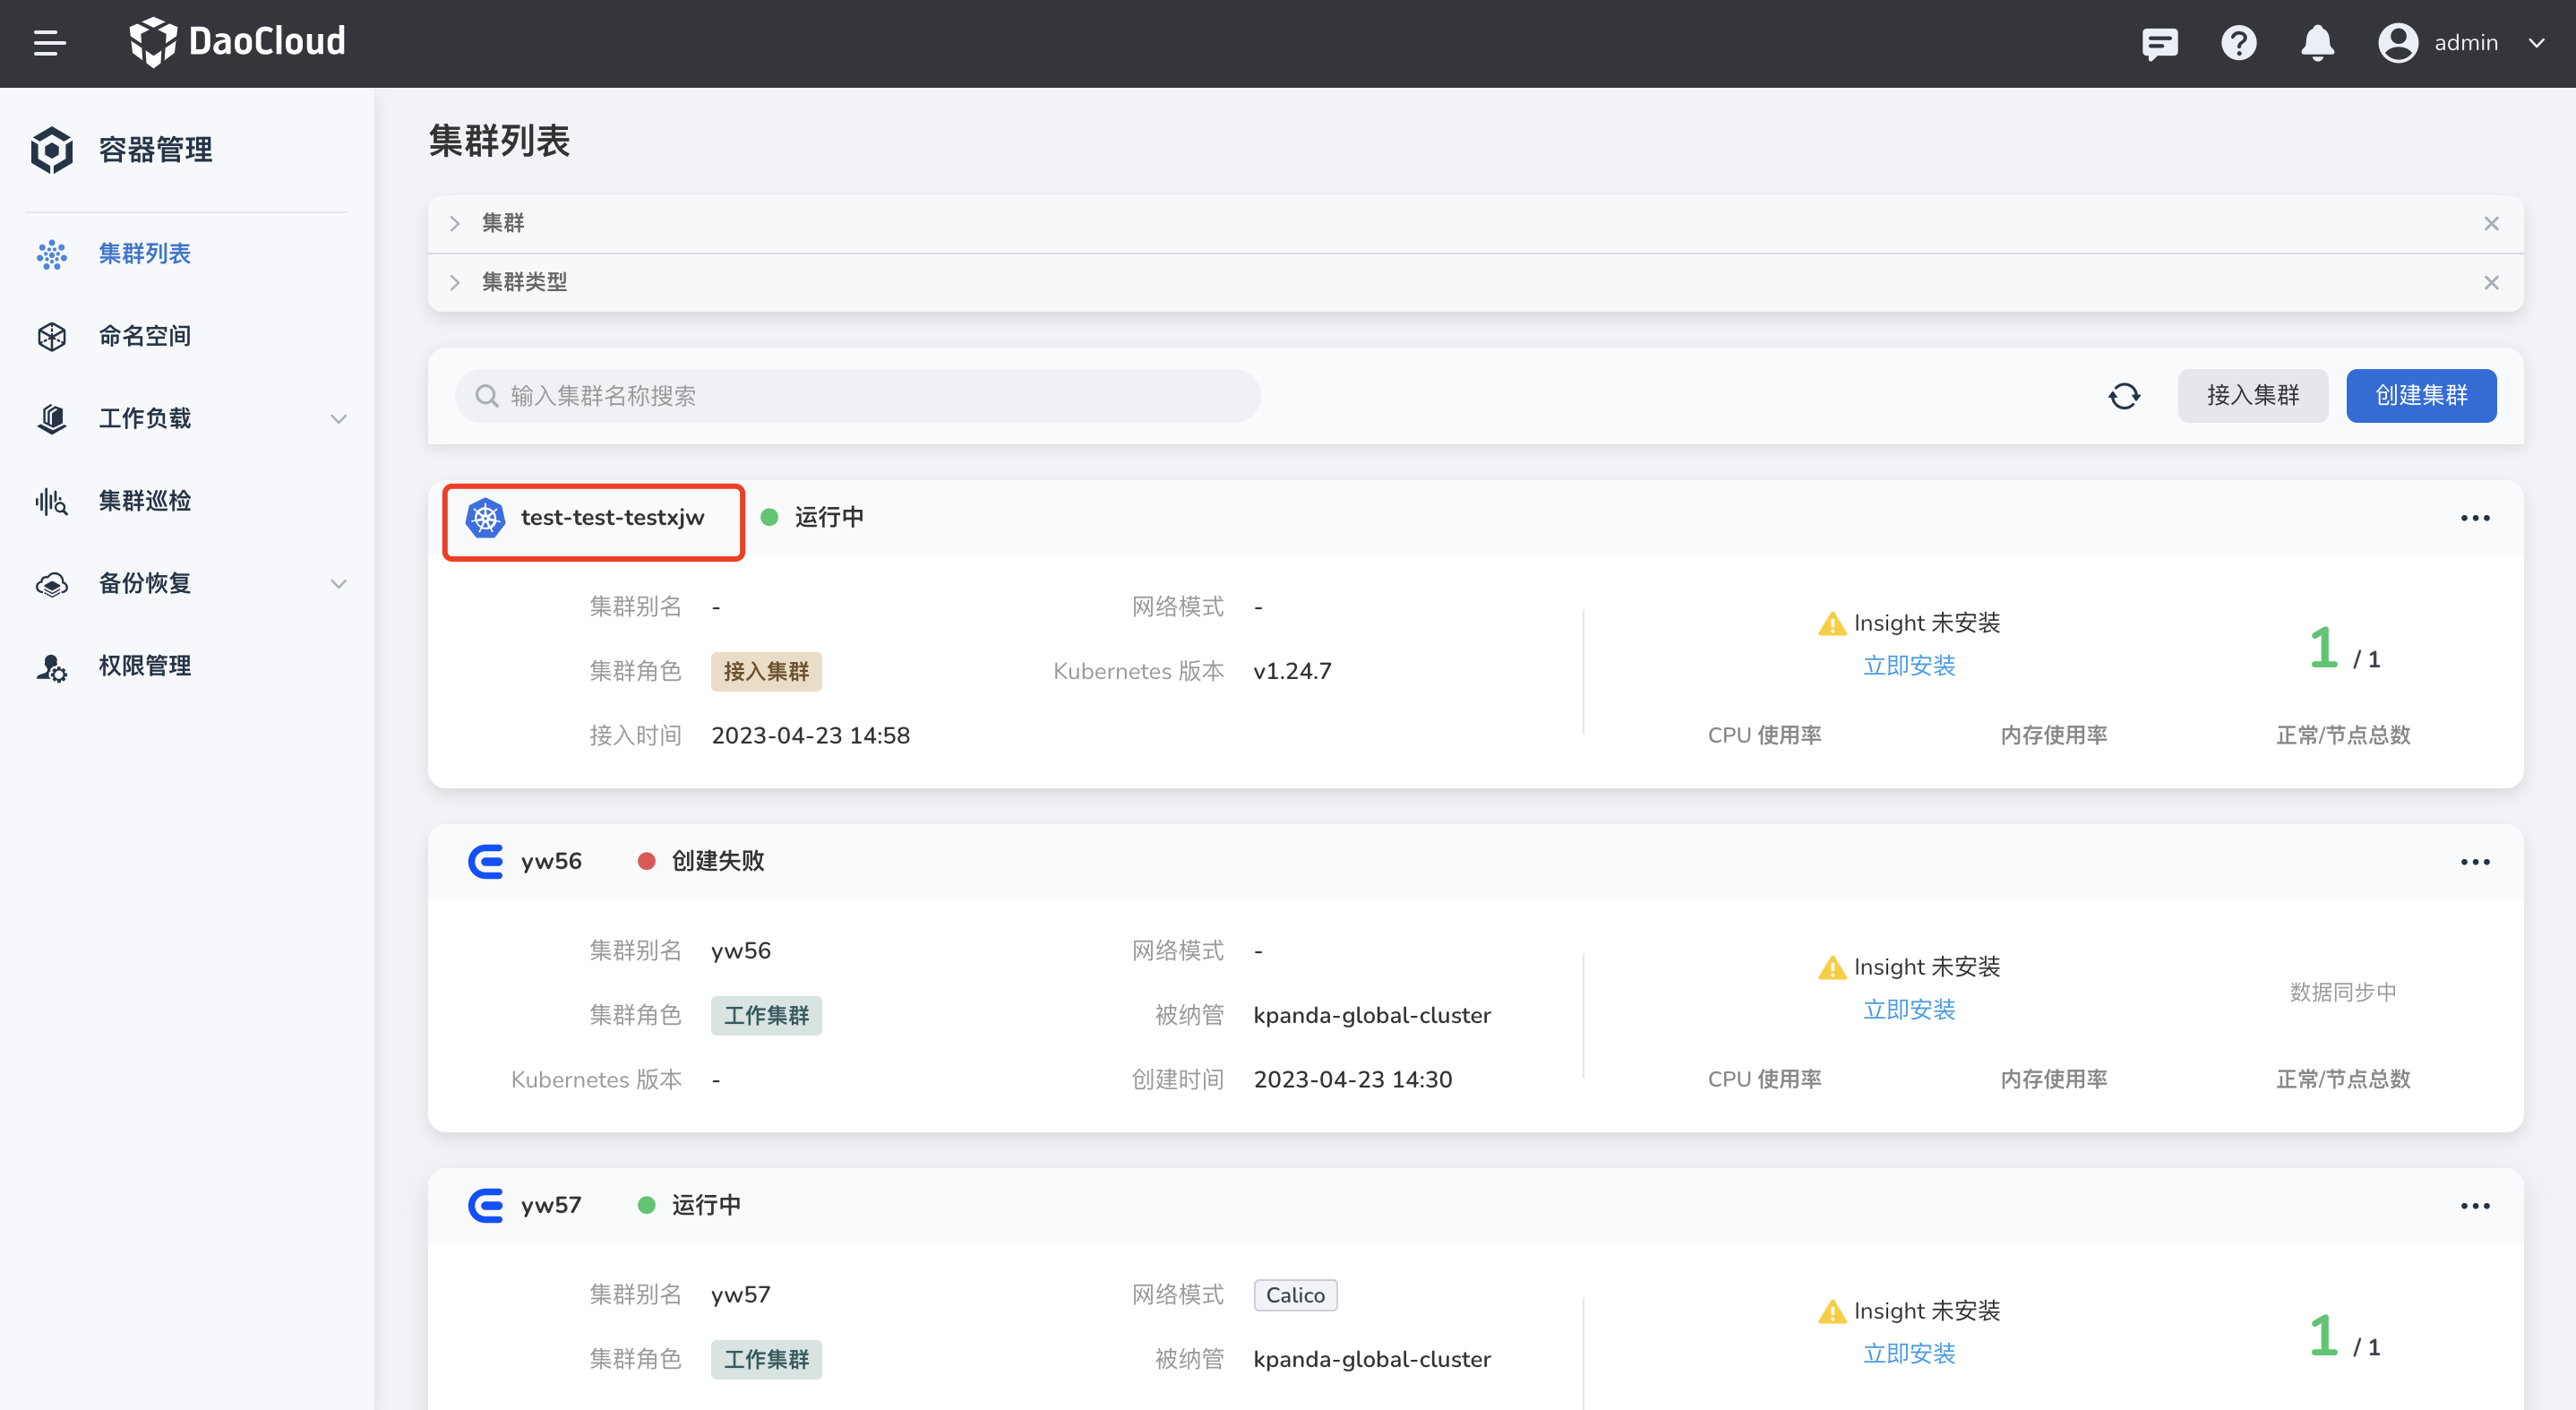 DaoCloud
admin
容器管理
集群列表
命名空间
工作负载
集群巡检
备份恢复
权限管理
集群列表
集群
集群类型
输入集群名称搜索
接入集群
创建集群
test-test-testxjw 运行中
集群别名 - 网络模式 -
集群角色 接入集群 Kubernetes 版本 v1.24.7
接入时间 2023-04-23 14:58
Insight 未安装
立即安装
1 / 1
CPU 使用率 内存使用率 正常/节点总数
yw56 创建失败
集群别名 yw56 网络模式 -
集群角色 工作集群 被纳管 kpanda-global-cluster
Kubernetes 版本 - 创建时间 2023-04-23 14:30
Insight 未安装
立即安装
数据同步中
CPU 使用率 内存使用率 正常/节点总数
yw57 运行中
集群别名 yw57 网络模式 Calico
集群角色 工作集群 被纳管 kpanda-global-cluster
Insight 未安装
立即安装
1 / 1